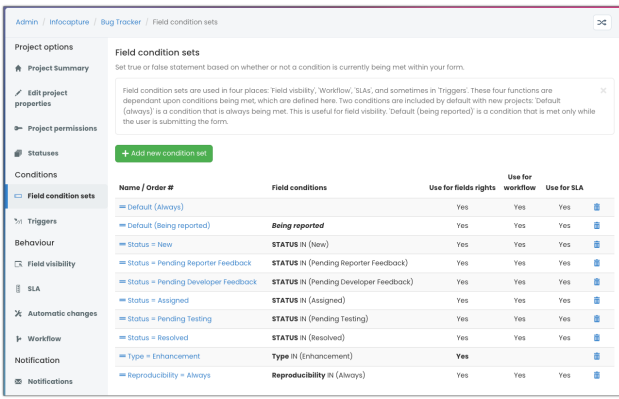 Admin / Infocapture / Bug Tracker / Field condition sets
Project options
Project Summary
Edit project
properties
Project permissions
Statuses
Conditions
Field condition sets
Triggers
Behaviour
Field visibility
SLA
Automatic changes
Workflow
Notification
Notifications
Field condition sets
Set true or false statement based on whether or not a condition is currently being met within your form.
Field condition sets are used in four places: 'Field visibility', 'Workflow', 'SLAs', and sometimes in 'Triggers'. These four functions are
dependant upon conditions being met, which are defined here. Two conditions are included by default with new projects: 'Default
(always)' is a condition that is always being met. This is useful for field visbility. 'Default (being reported)' is a condition that is met only while
the user is submitting the form.
+ Add new condition set
Name / Order # Field conditions Use for fields rights Use for workflow Use for SLA
Default (Always) Yes Yes Yes
Default (Being reported) Being reported Yes Yes Yes
Status = New STATUS IN (New) Yes Yes Yes
Status = Pending Reporter Feedback STATUS IN (Pending Reporter Feedback) Yes Yes Yes
Status = Pending Developer Feedback STATUS IN (Pending Developer Feedback) Yes Yes Yes
Status = Assigned STATUS IN (Assigned) Yes Yes Yes
Status = Pending Testing STATUS IN (Pending Testing) Yes Yes Yes
Status = Resolved STATUS IN (Resolved) Yes Yes Yes
Type = Enhancement Type IN (Enhancement) Yes
Reproducibility = Always Reproducibility IN (Always) Yes Yes Yes